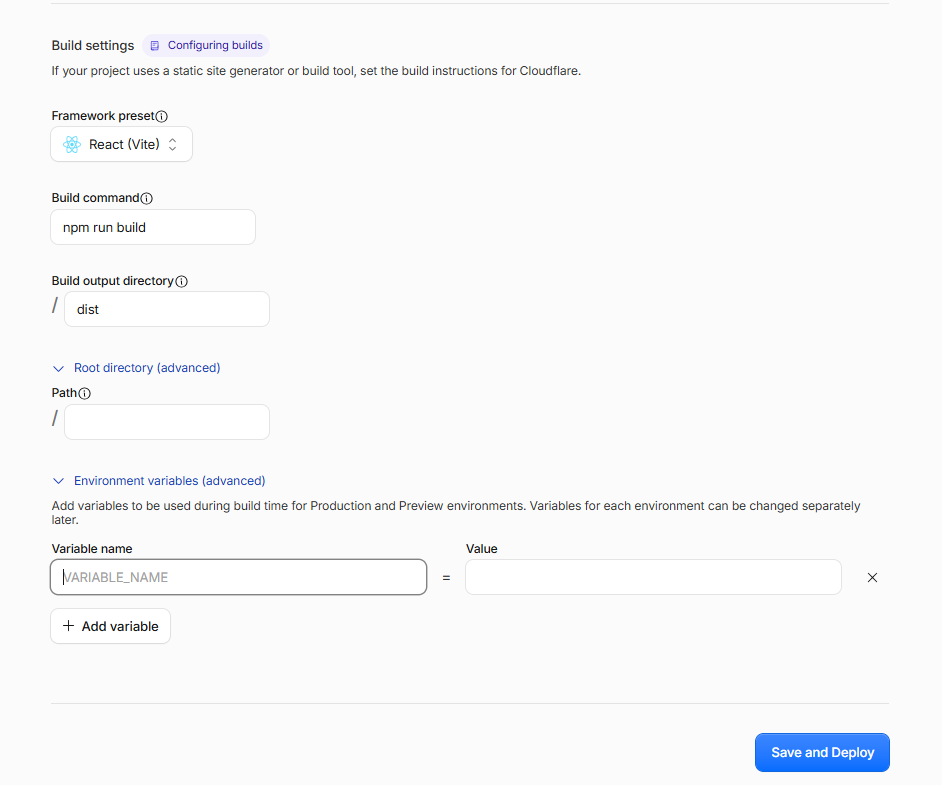 Build settings Configuring builds
If your project uses a static site generator or build tool, set the build instructions for Cloudflare.
Framework preset
React (Vite)
Build command
npm run build
Build output directory
/ dist
Root directory (advanced)
Path
/
Environment variables (advanced)
Add variables to be used during build time for Production and Preview environments. Variables for each environment can be changed separately
later.
Variable name Value
VARIABLE_NAME =
+ Add variable
Save and Deploy